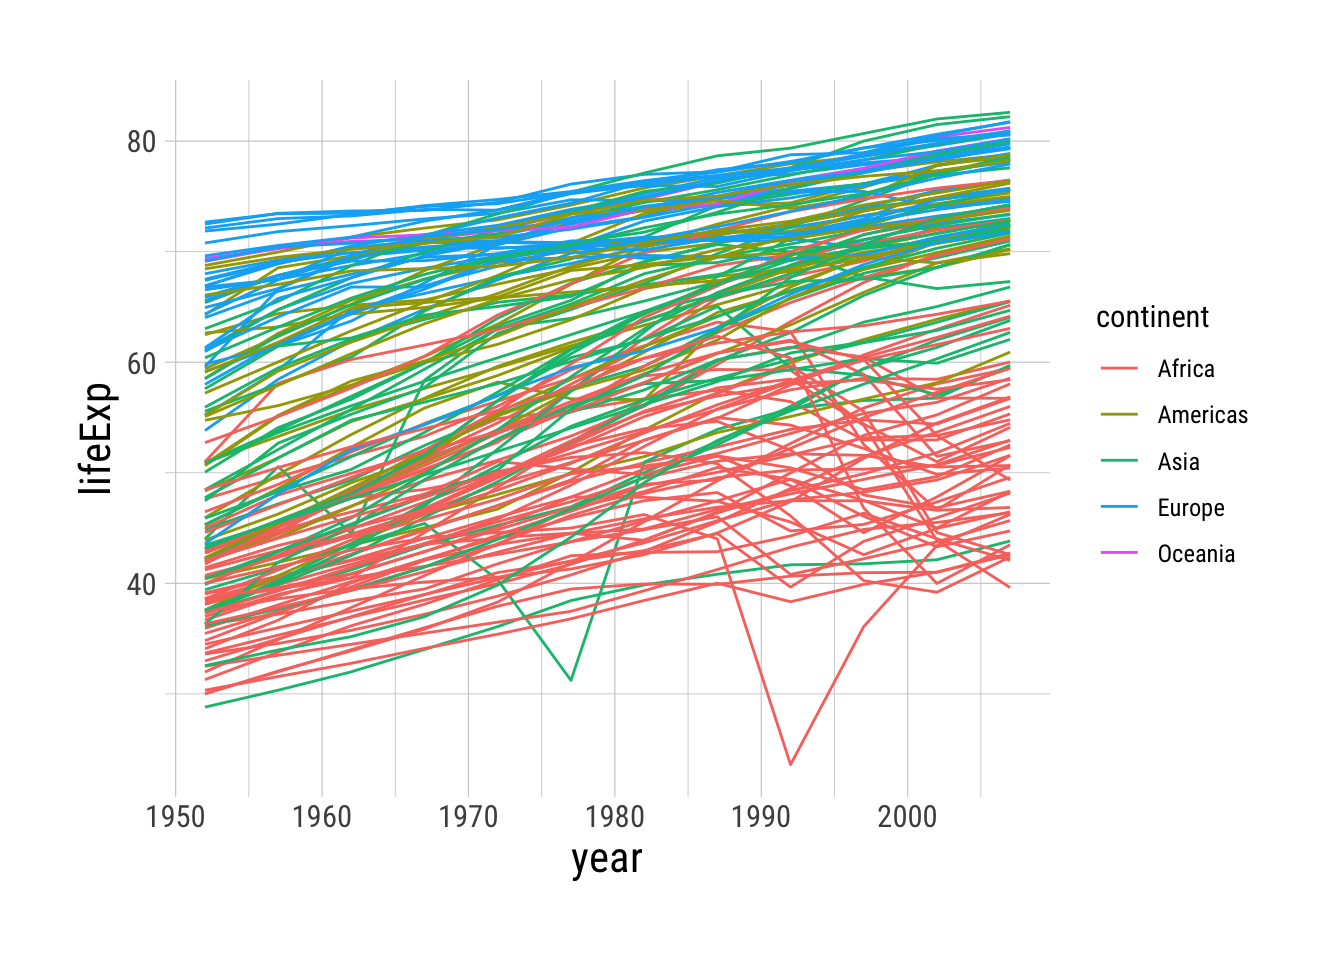 80
60
40
lifeExp
1950 1960 1970 1980 1990 2000
year
continent
Africa
Americas
Asia
Europe
Oceania